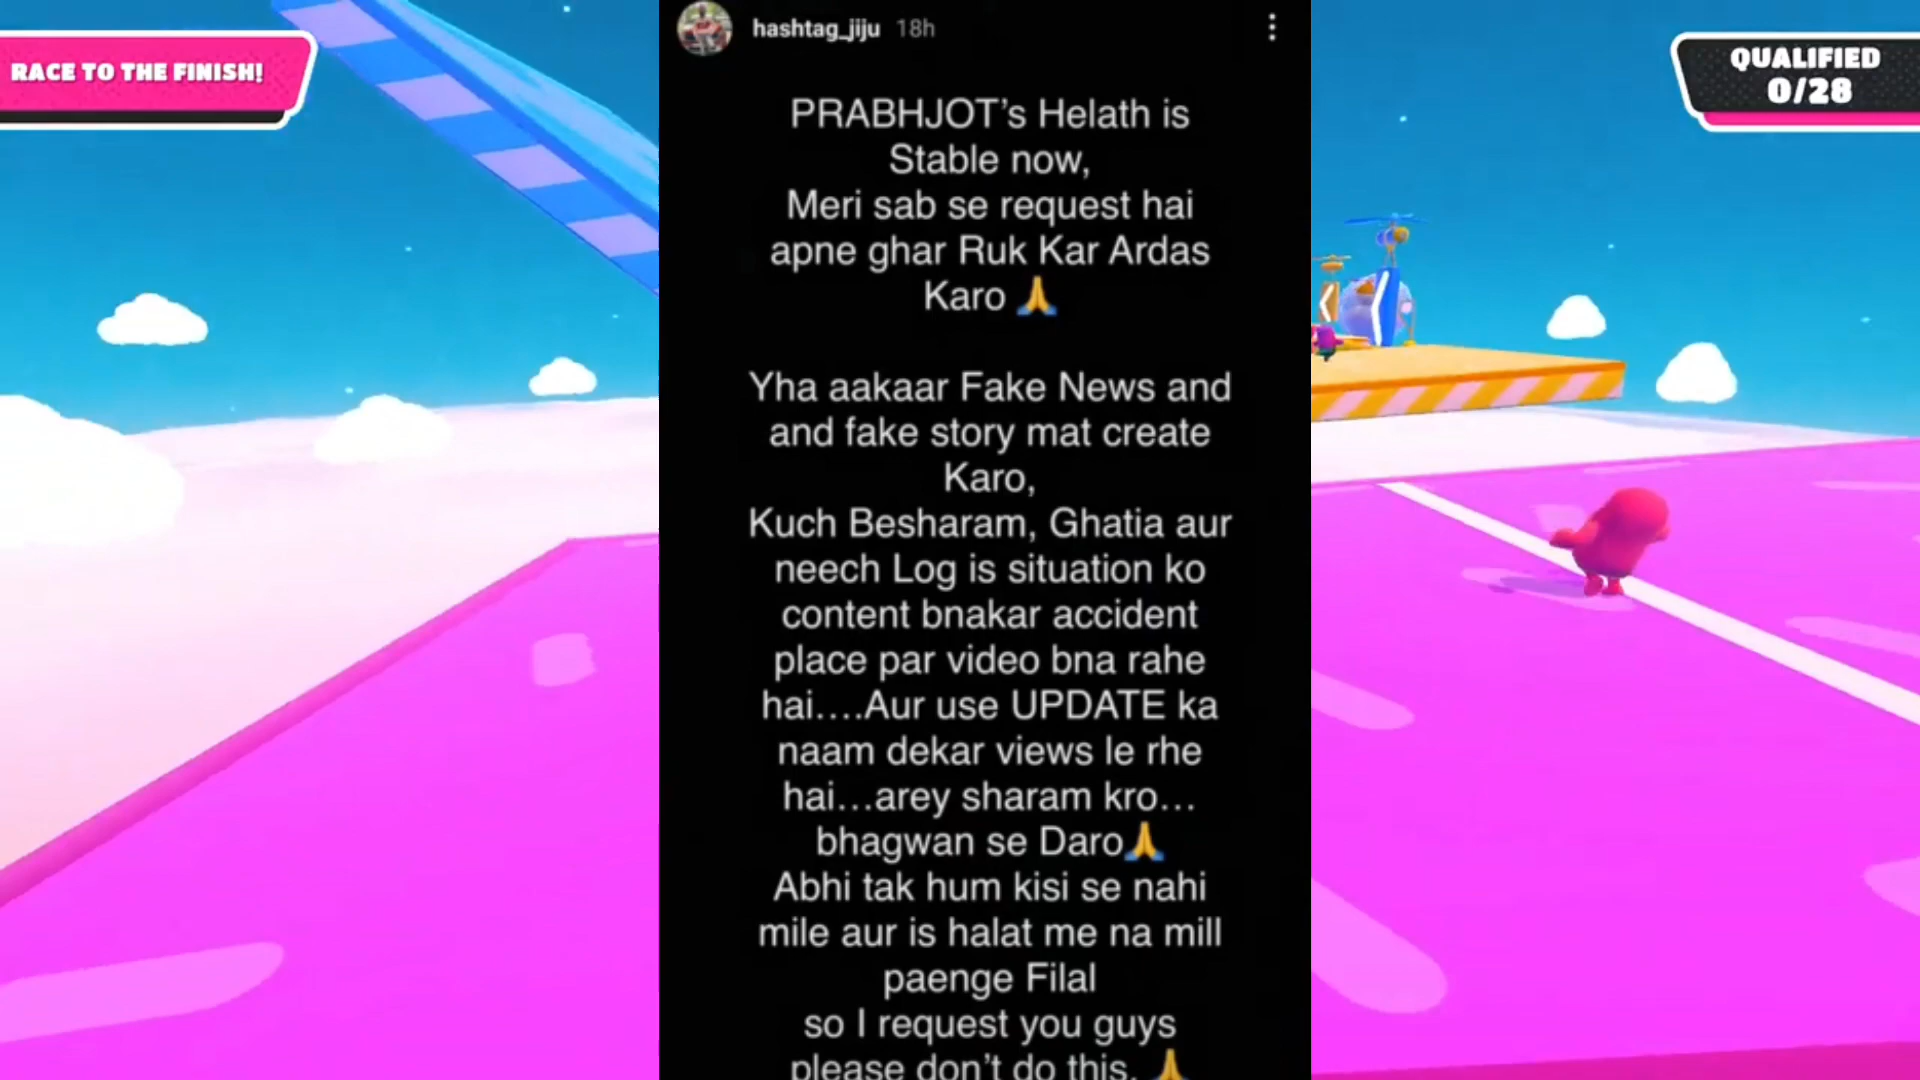 RACE TO THE FINISH!
hashtag_jiju 18h
QUALIFIED
0/28
PRABHJOT's Helath is
Stable now,
Meri sab se request hai
apne ghar Ruk Kar Ardas
Karo 🙏
Yha aakaar Fake News and
and fake story mat create
Karo,
Kuch Besharam, Ghatia aur
neech Log is situation ko
content bnakar accident
place par video bna rahe
hai....Aur use UPDATE ka
naam dekar views le rhe
hai...arey sharam kro...
bhagwan se Daro🙏
Abhi tak hum kisi se nahi
mile aur is halat me na mill
paenge Filal
so I request you guys
please don't do this. 🙏